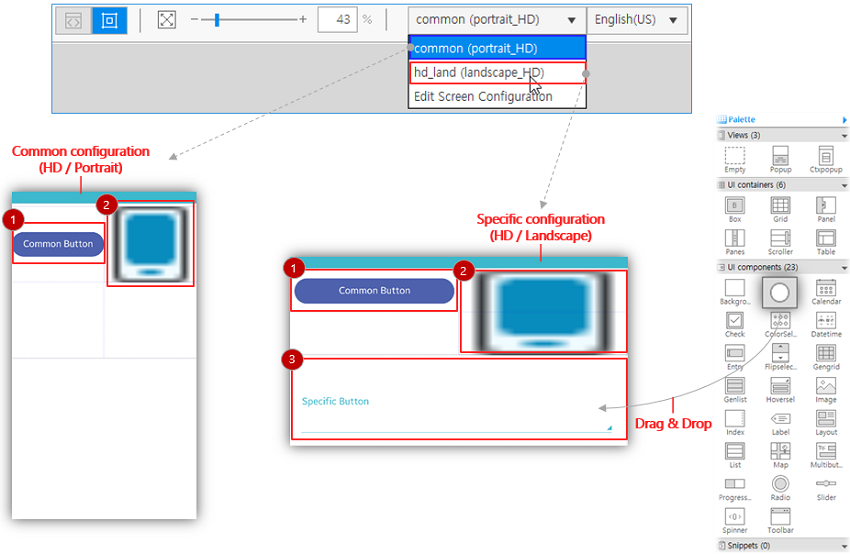 43 %
common (portrait_HD)
English(US)
common (portrait_HD)
hd_land (landscape_HD)
Edit Screen Configuration
Common configuration
(HD / Portrait)
1
2
Common Button
Specific configuration
(HD / Landscape)
1
2
Common Button
3
Specific Button
Drag & Drop
Palette
Views (3)
Empty Popup Ctxpopup
UI containers (6)
Box Grid Panel
Panes Scroller Table
UI components (23)
Backgro... Calendar
Check ColorSel... Datetime
Entry Flipselec... Gengrid
Genlist Hoversel Image
Index Label Layout
List Map Multibut...
Progress... Radio Slider
Spinner Toolbar
Snippets (0)